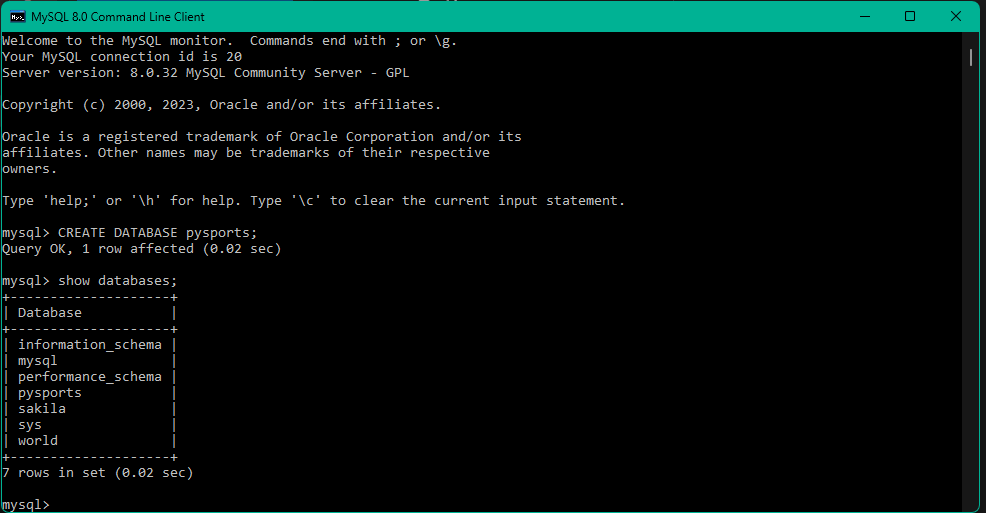 MySQL 8.0 Command Line Client
Welcome to the MySQL monitor.  Commands end with ; or \g.
Your MySQL connection id is 20
Server version: 8.0.32 MySQL Community Server - GPL
Copyright (c) 2000, 2023, Oracle and/or its affiliates.
Oracle is a registered trademark of Oracle Corporation and/or its
affiliates. Other names may be trademarks of their respective
owners.
Type 'help;' or '\h' for help. Type '\c' to clear the current input statement.
mysql> CREATE DATABASE pysports;
Query OK, 1 row affected (0.02 sec)
mysql> show databases;
+--------------------+
| Database           |
+--------------------+
| information_schema |
| mysql              |
| performance_schema |
| pysports           |
| sakila             |
| sys                |
| world              |
+--------------------+
7 rows in set (0.02 sec)
mysql>